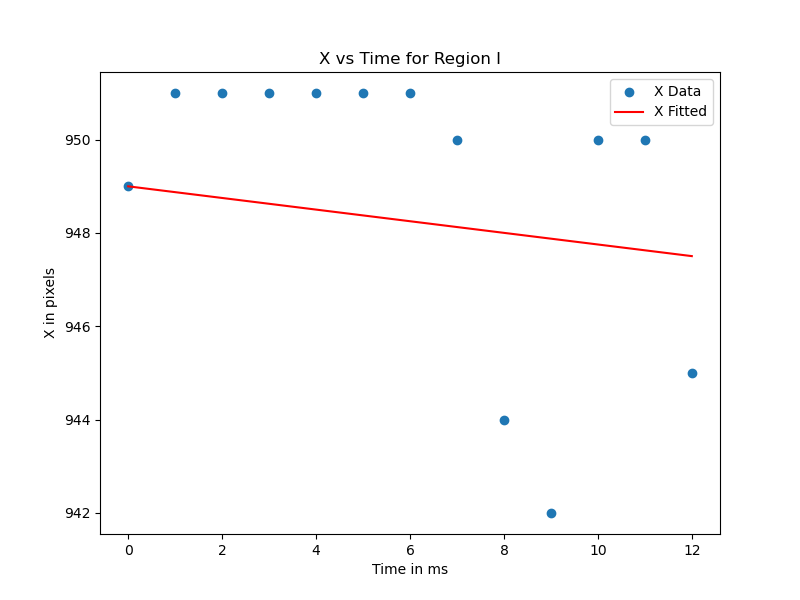 X vs Time for Region I
X Data
X Fitted
950
948
946
944
942
X in pixels
0 2 4 6 8 10 12
Time in ms